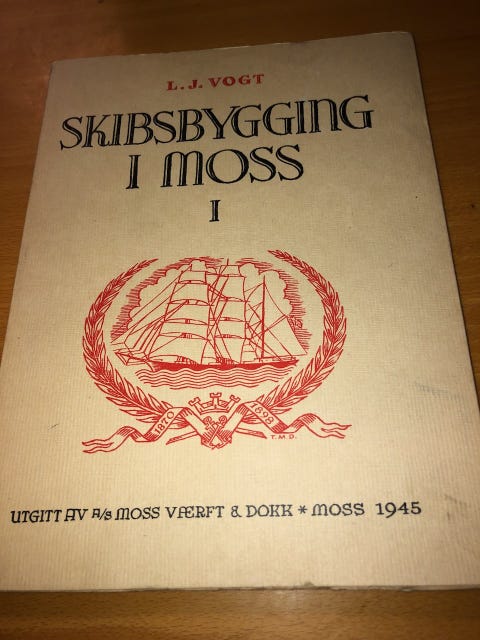 L. J. VOGT
SKIBSBYGGING
I MOSS
I
1870 1898
T.M.D.
UTGITT AV A/S MOSS VÆRFT & DOKK * MOSS 1945